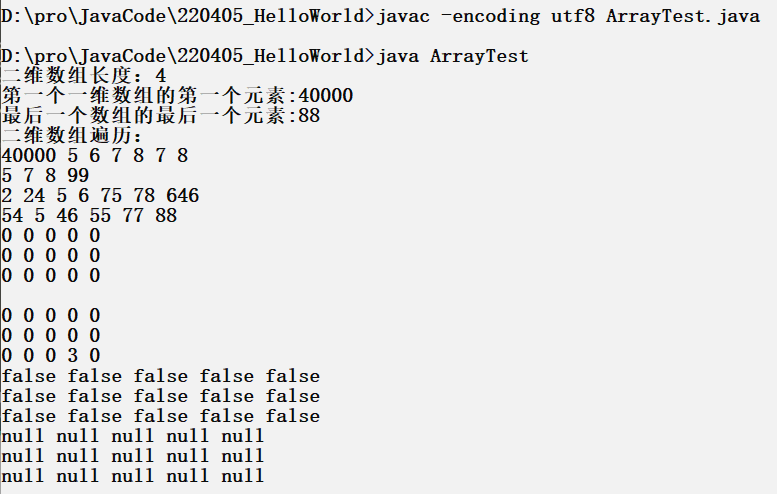 D:\pro\JavaCode\220405_HelloWorld>javac -encoding utf8 ArrayTest.java
D:\pro\JavaCode\220405_HelloWorld>java ArrayTest
二维数组长度：4
第一个一维数组的第一个元素:40000
最后一个数组的最后一个元素:88
二维数组遍历：
40000 5 6 7 8 7 8
5 7 8 99
2 24 5 6 75 78 646
54 5 46 55 77 88
0 0 0 0 0
0 0 0 0 0
0 0 0 0 0
0 0 0 0 0
0 0 0 0 0
0 0 0 3 0
false false false false false
false false false false false
false false false false false
null null null null null
null null null null null
null null null null null